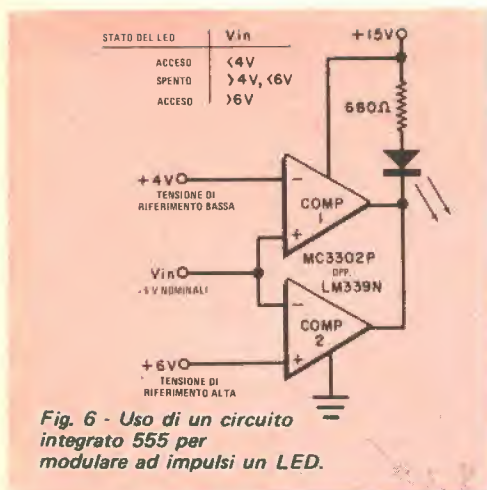 STATO DEL LED Vin
ACCESO <4V
SPENTO >4V, <6V
ACCESO >6V
+15V
680Ω
+4V
TENSIONE DI
RIFERIMENTO BASSA
COMP
1
MC3302P
OPP.
LM339N
Vin
V NOMINALI
COMP
2
+6V
TENSIONE DI
RIFERIMENTO ALTA
Fig. 6 - Uso di un circuito
integrato 555 per
modulare ad impulsi un LED.